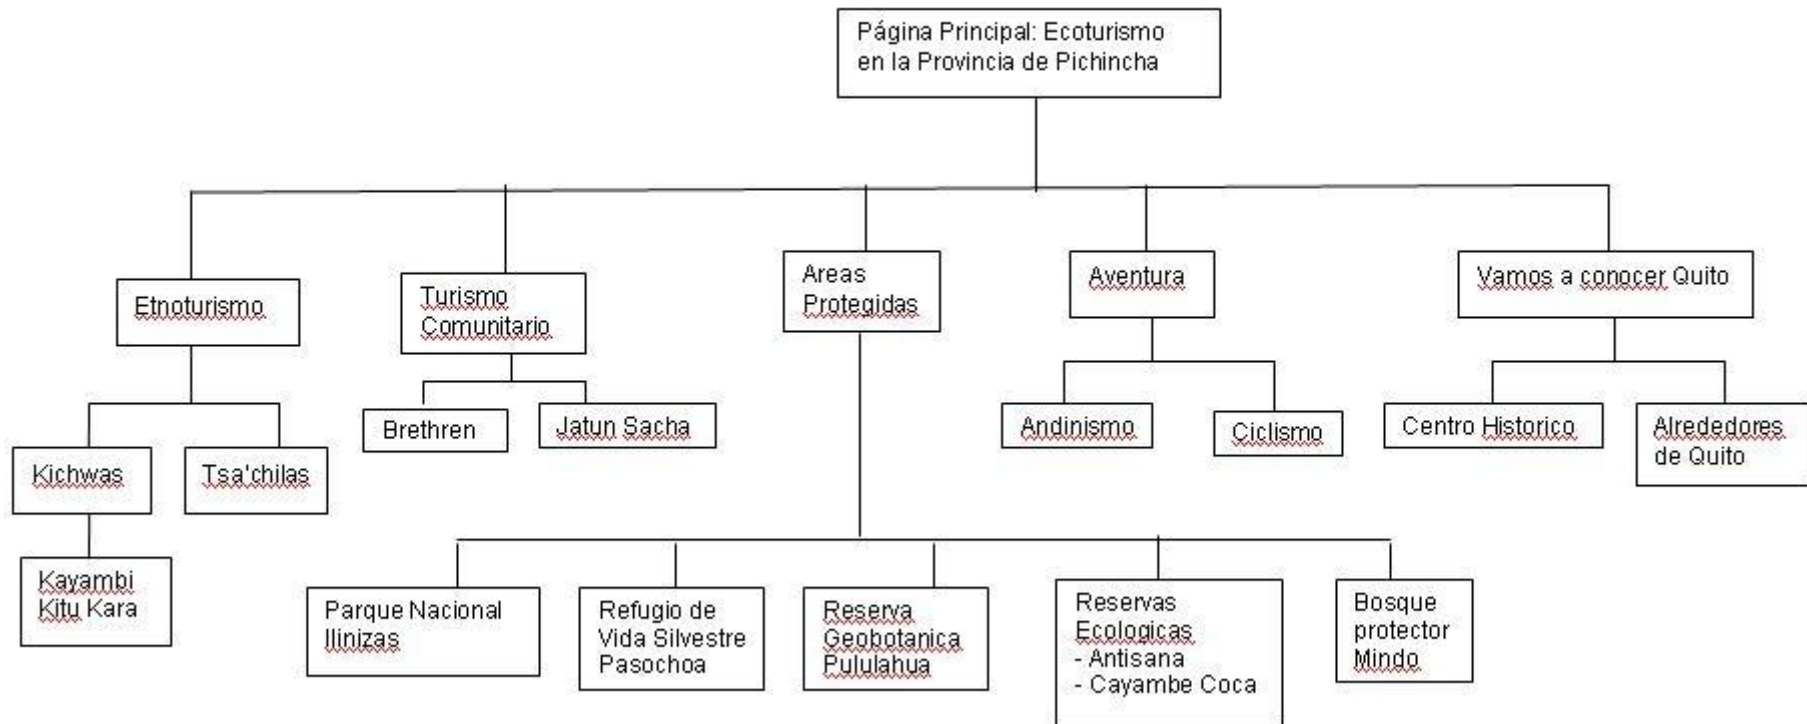 Página Principal: Ecoturismo
en la Provincia de Pichincha
Etnoturismo
Turismo
Comunitario
Areas
Protegidas
Aventura
Vamos a conocer Quito
Kichwas
Tsa'chilas
Brethren
Jatun Sacha
Andinismo
Ciclismo
Centro Historico
Alrededores
de Quito
Kayambi
Kitu Kara
Parque Nacional
Ilinizas
Refugio de
Vida Silvestre
Pasochoa
Reserva
Geobotanica
Pululahua
Reservas
Ecologicas
- Antisana
- Cayambe Coca
Bosque
protector
Mindo